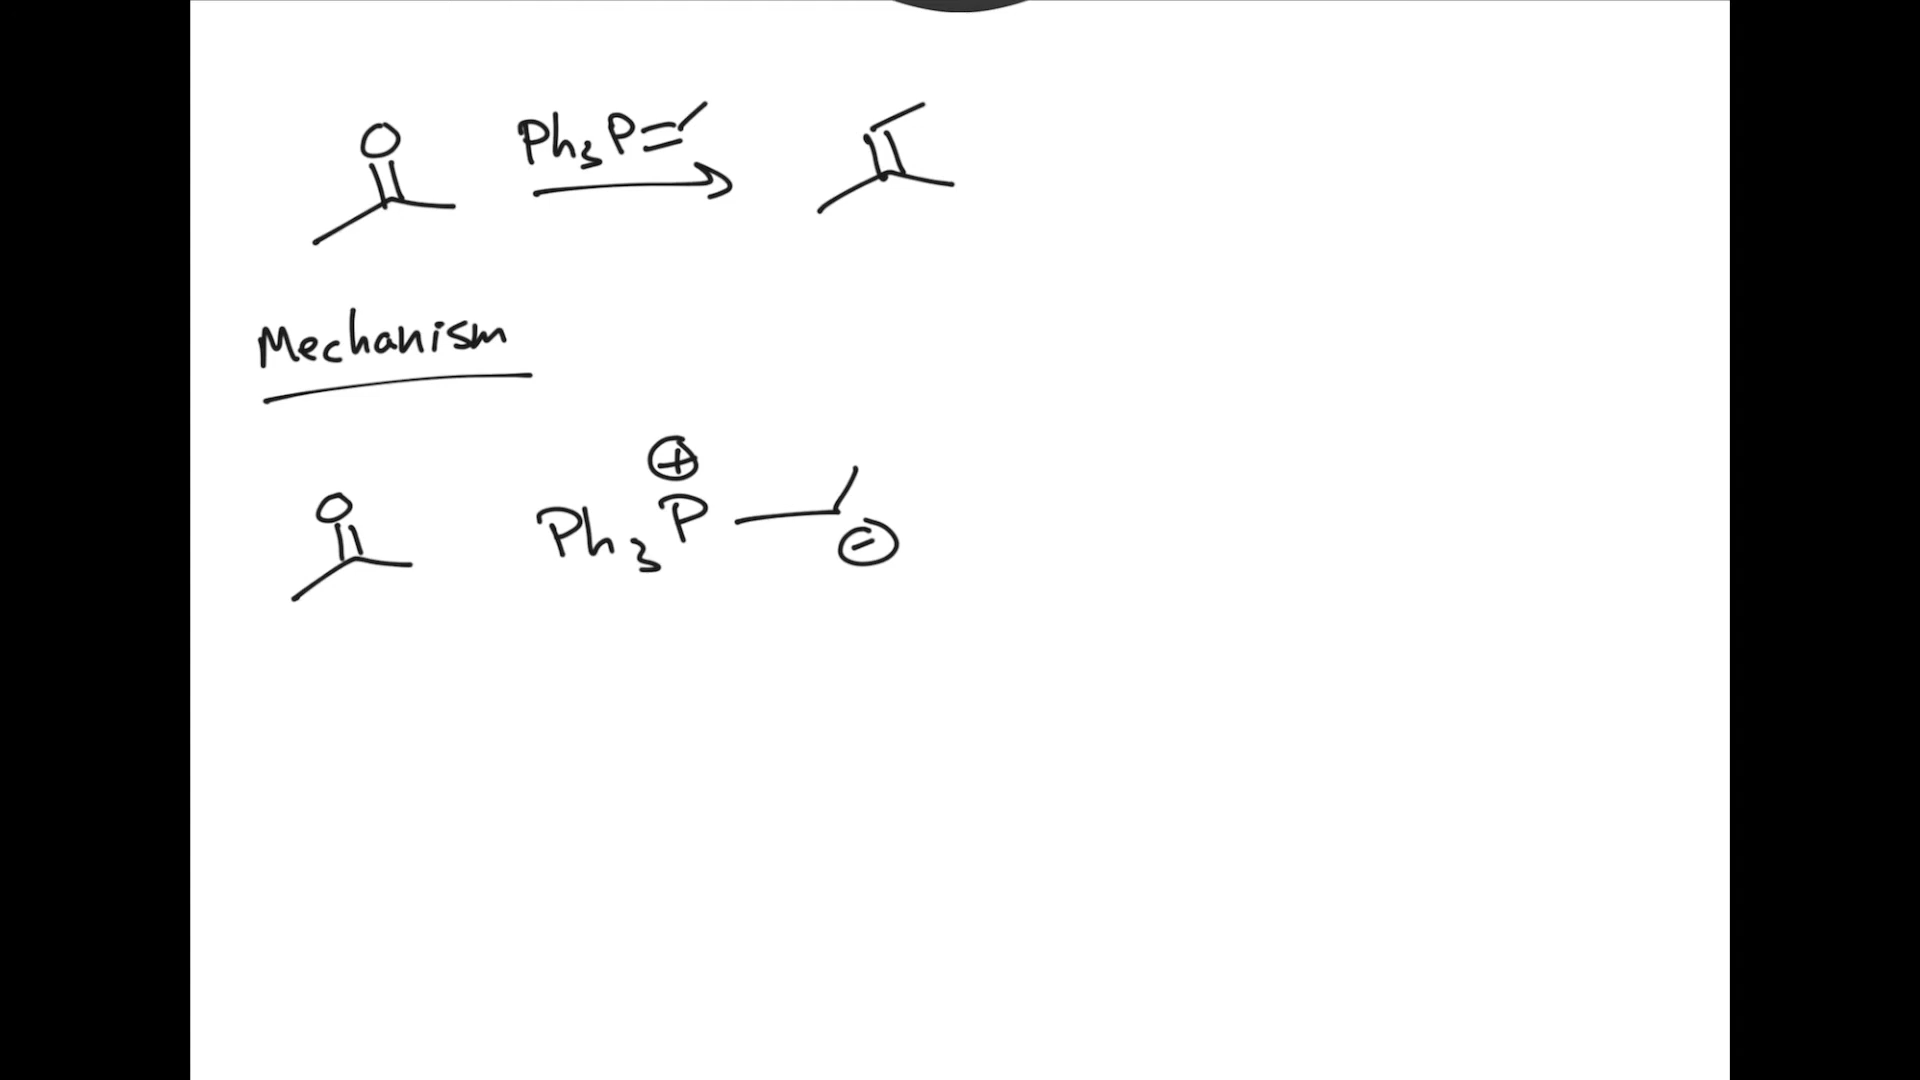 O Ph₃P
Mechanism
O Ph₃P ⊕ ⊖